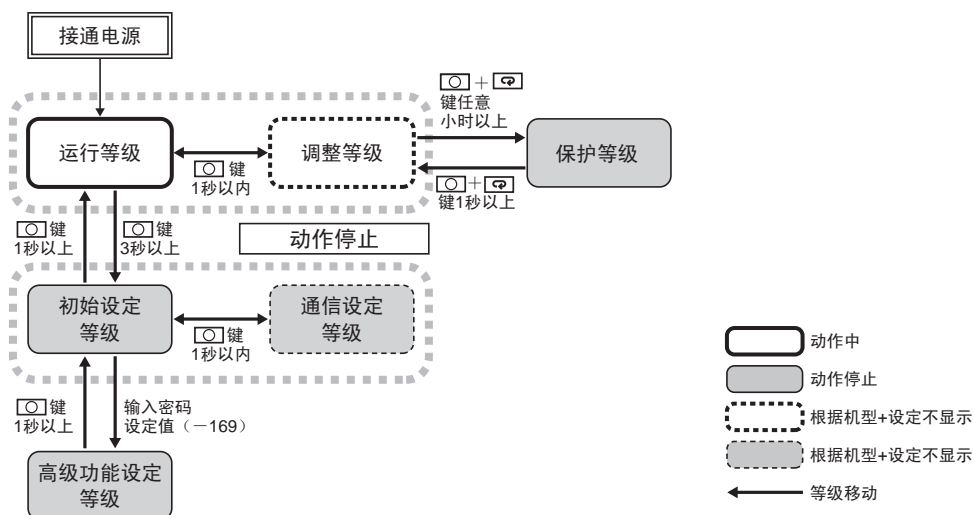 接通电源
运行等级
键
1秒以内
调整等级
＋
键任意
小时以上
＋
键1秒以上
保护等级
键
1秒以上
键
3秒以上
动作停止
初始设定
等级
键
1秒以内
通信设定
等级
键
1秒以上
输入密码
设定值（－169）
高级功能设定
等级
动作中
动作停止
根据机型+设定不显示
根据机型+设定不显示
等级移动